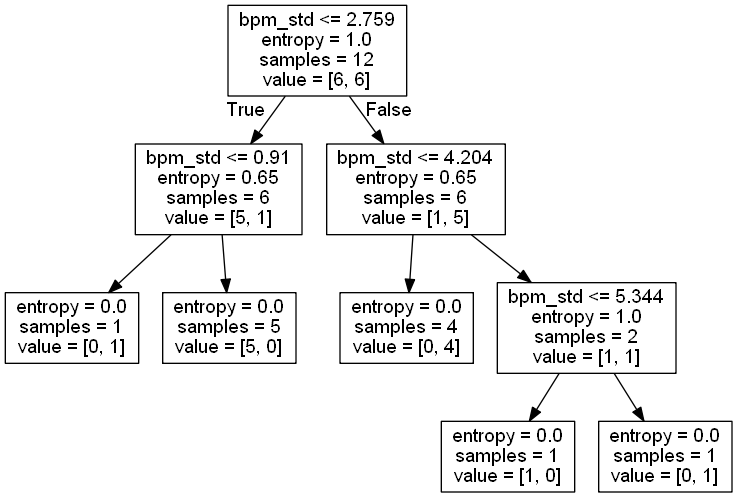 bpm_std <= 2.759
entropy = 1.0
samples = 12
value = [6, 6]
True
False
bpm_std <= 0.91
entropy = 0.65
samples = 6
value = [5, 1]
bpm_std <= 4.204
entropy = 0.65
samples = 6
value = [1, 5]
entropy = 0.0
samples = 1
value = [0, 1]
entropy = 0.0
samples = 5
value = [5, 0]
entropy = 0.0
samples = 4
value = [0, 4]
bpm_std <= 5.344
entropy = 1.0
samples = 2
value = [1, 1]
entropy = 0.0
samples = 1
value = [1, 0]
entropy = 0.0
samples = 1
value = [0, 1]